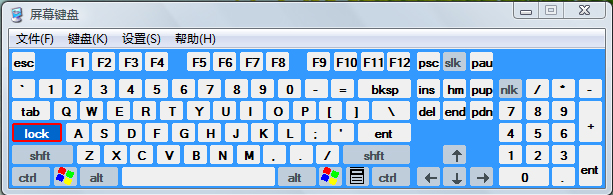 屏幕键盘
文件(F) 键盘(K) 设置(S) 帮助(H)
esc F1 F2 F3 F4 F5 F6 F7 F8 F9 F10 F11 F12 psc slk pau
` 1 2 3 4 5 6 7 8 9 0 - = bksp ins hm pup nlk / * -
tab Q W E R T Y U I O P [ ] \ del end pdn 7 8 9 +
lock A S D F G H J K L ; ' ent 4 5 6
shft Z X C V B N M , . / shft ↑ 1 2 3 ent
ctrl alt alt ctrl ← ↓ → 0 .